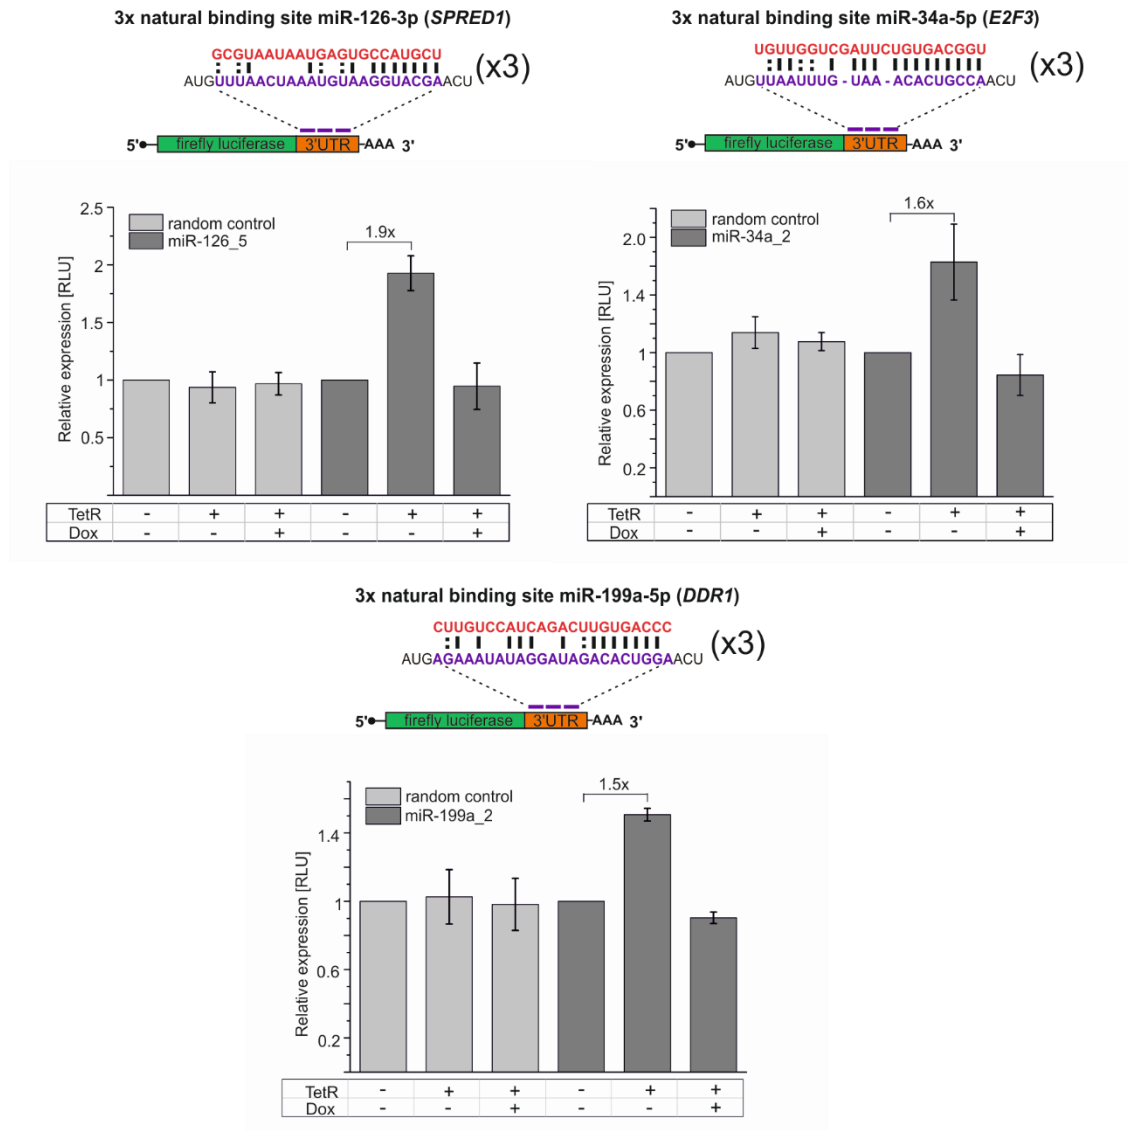 3x natural binding site miR-126-3p (SPRED1)
GCGUAAUAAUGAGUGCCAUGCU
AUGUUUAACUAAAUGUAAGGUACGAACU
(x3)
5' firefly luciferase 3'UTR AAA 3'
2.5
2
1.5
1
0.5
Relative expression [RLU]
random control
miR-126_5
1.9x
TetR - + + - + +
Dox - - + - - +
3x natural binding site miR-34a-5p (E2F3)
UGUUGGUCGAUUCUGUGACGGU
AUGUUAAUUUG - UAA - ACACUGCCAACU
(x3)
5' firefly luciferase 3'UTR AAA 3'
2.0
1.4
1
0.6
0.2
Relative expression [RLU]
random control
miR-34a_2
1.6x
TetR - + + - + +
Dox - - + - - +
3x natural binding site miR-199a-5p (DDR1)
CUUGUCCAUCAGACUUGUGACCC
AUGAGAAAUAUAGGAUAGACACUGGAACU
(x3)
5' firefly luciferase 3'UTR AAA 3'
1.4
1
0.6
0.2
Relative expression [RLU]
random control
miR-199a_2
1.5x
TetR - + + - + +
Dox - - + - - +